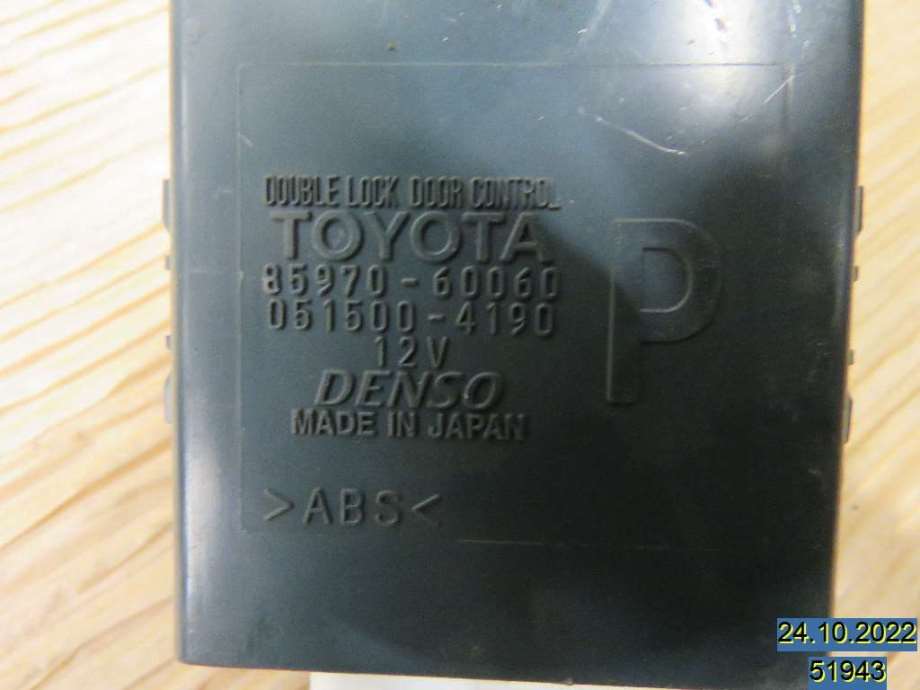 DOUBLE LOCK DOOR CONTROL
TOYOTA
85970-60060
051500-4190
12V
DENSO
MADE IN JAPAN
>ABS<
P
24.10.2022
51943